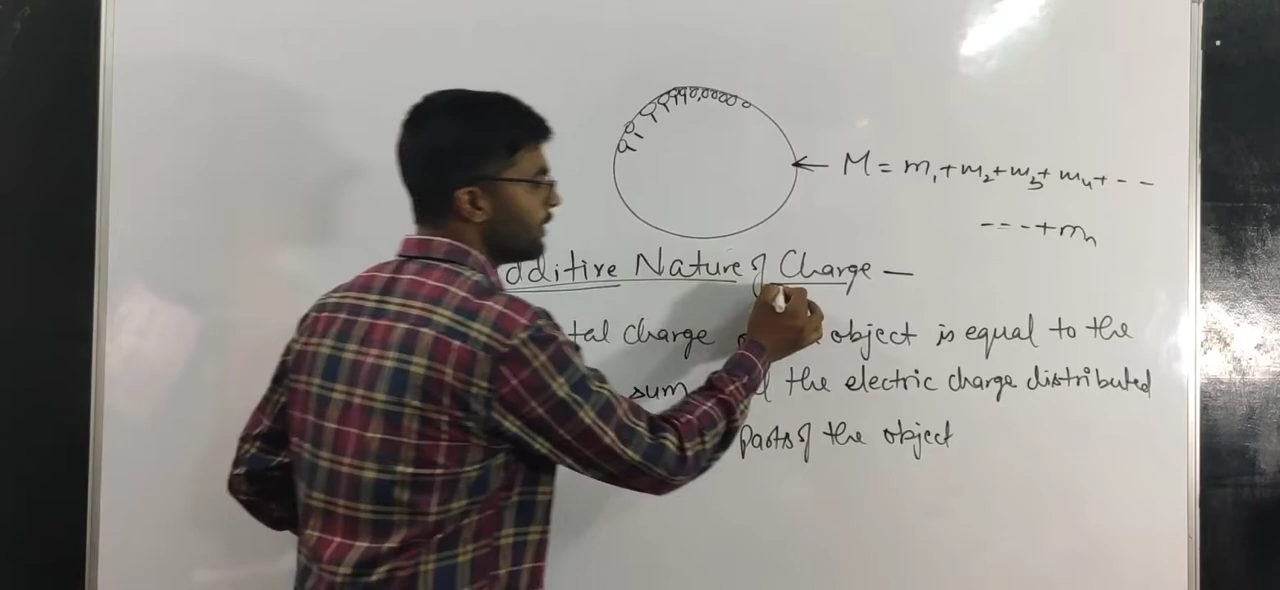 M = m₁+m₂+m₃+m₄+ - -
- - - +mₙ
dditive Nature of Charge —
tal charge object is equal to the
sum the electric charge distributed
parts of the object